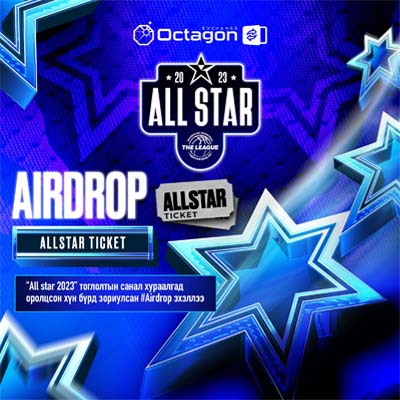 EXCHANGE
Octagon
20 23
ALL STAR
THE LEAGUE
AIRDROP
ALLSTAR
TICKET
ALLSTAR TICKET
"All star 2023" тоглолтын санал хураалгад
оролцсон хүн бүрд зориулсан #Airdrop эхэллээ